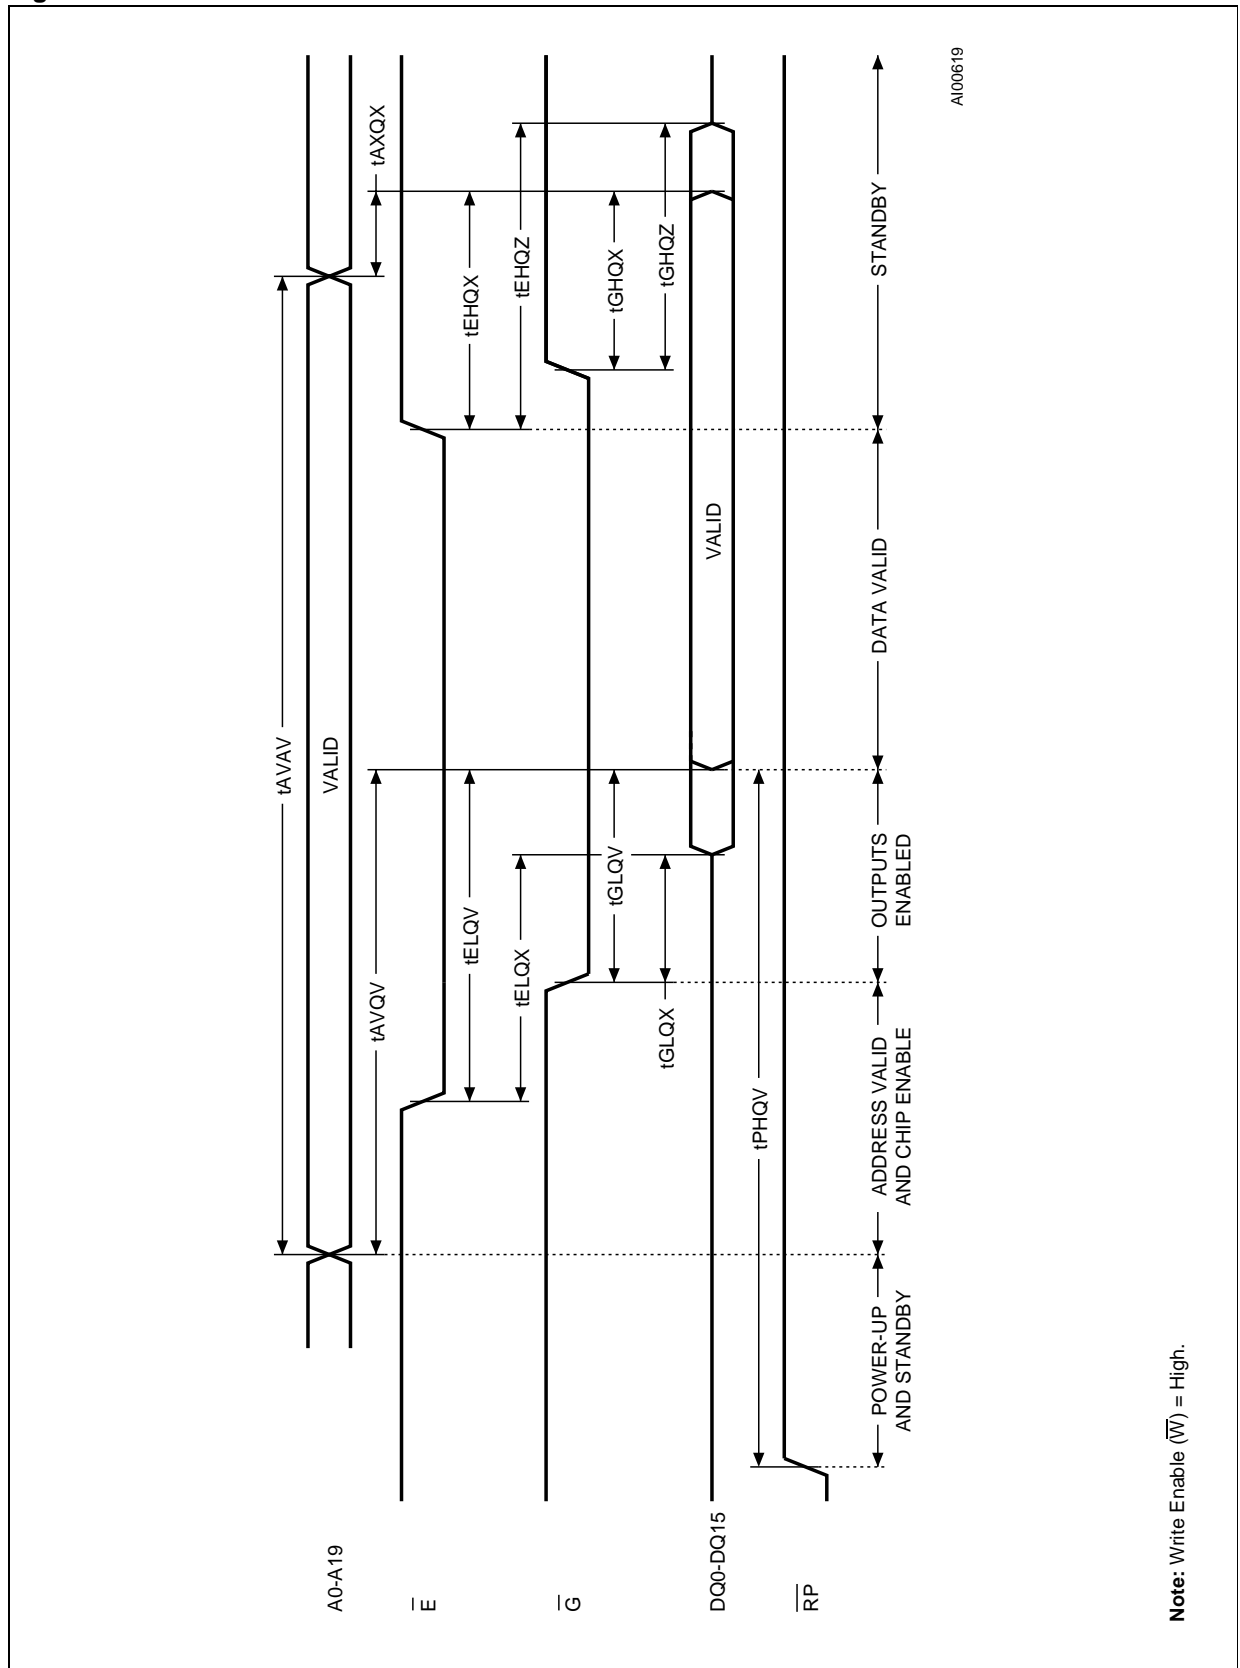 A0-A19
VALID
tAVAV
tAVQV
tAXQX
E̅
tELQV
tEHQX
tELQX
tEHQZ
G̅
tGLQV
tGHQX
tGLQX
tGHQZ
DQ0-DQ15
VALID
tPHQV
R̅P̅
POWER-UP
AND STANDBY
ADDRESS VALID
AND CHIP ENABLE
OUTPUTS
ENABLED
DATA VALID
STANDBY
AI00619
Note: Write Enable (W̅) = High.